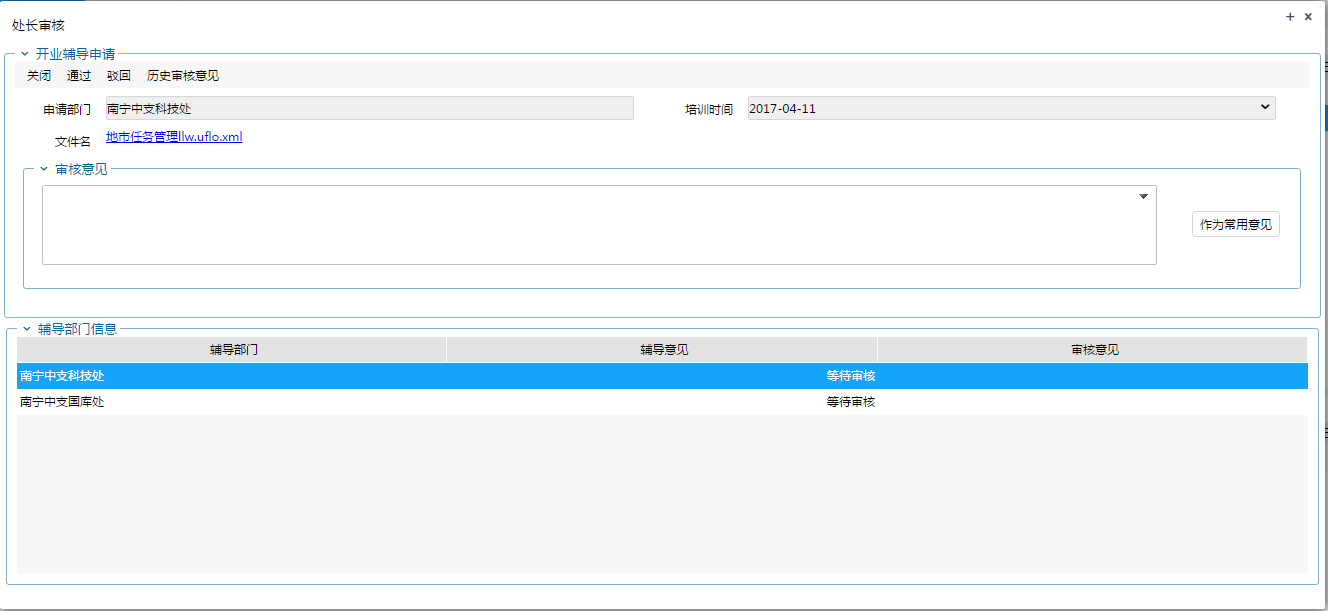 处长审核
开业辅导申请
关闭 通过 驳回 历史审核意见
申请部门 南宁中支科技处 培训时间 2017-04-11
文件名 地市任务管理llw.uflo.xml
审核意见
作为常用意见
辅导部门信息
辅导部门 辅导意见 审核意见
南宁中支科技处 等待审核
南宁中支国库处 等待审核